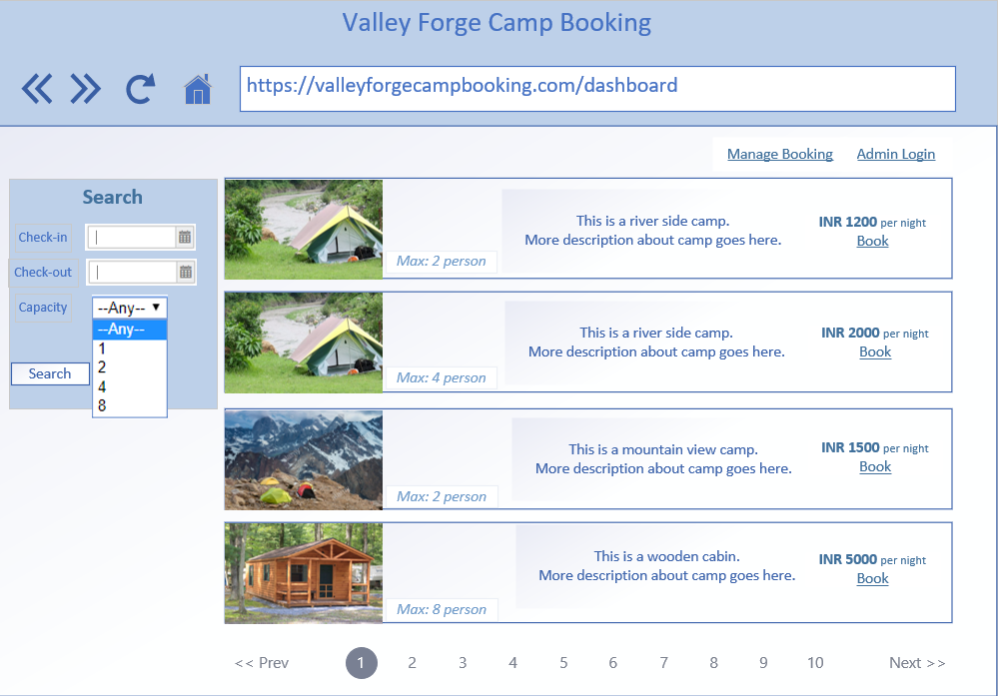 Valley Forge Camp Booking
https://valleyforgecampbooking.com/dashboard
Manage Booking Admin Login
Search
Check-in
Check-out
Capacity
--Any--
--Any--
1
2
4
8
Search
This is a river side camp.
More description about camp goes here.
Max: 2 person
INR 1200 per night
Book
This is a river side camp.
More description about camp goes here.
Max: 4 person
INR 2000 per night
Book
This is a mountain view camp.
More description about camp goes here.
Max: 2 person
INR 1500 per night
Book
This is a wooden cabin.
More description about camp goes here.
Max: 8 person
INR 5000 per night
Book
<< Prev 1 2 3 4 5 6 7 8 9 10 Next >>